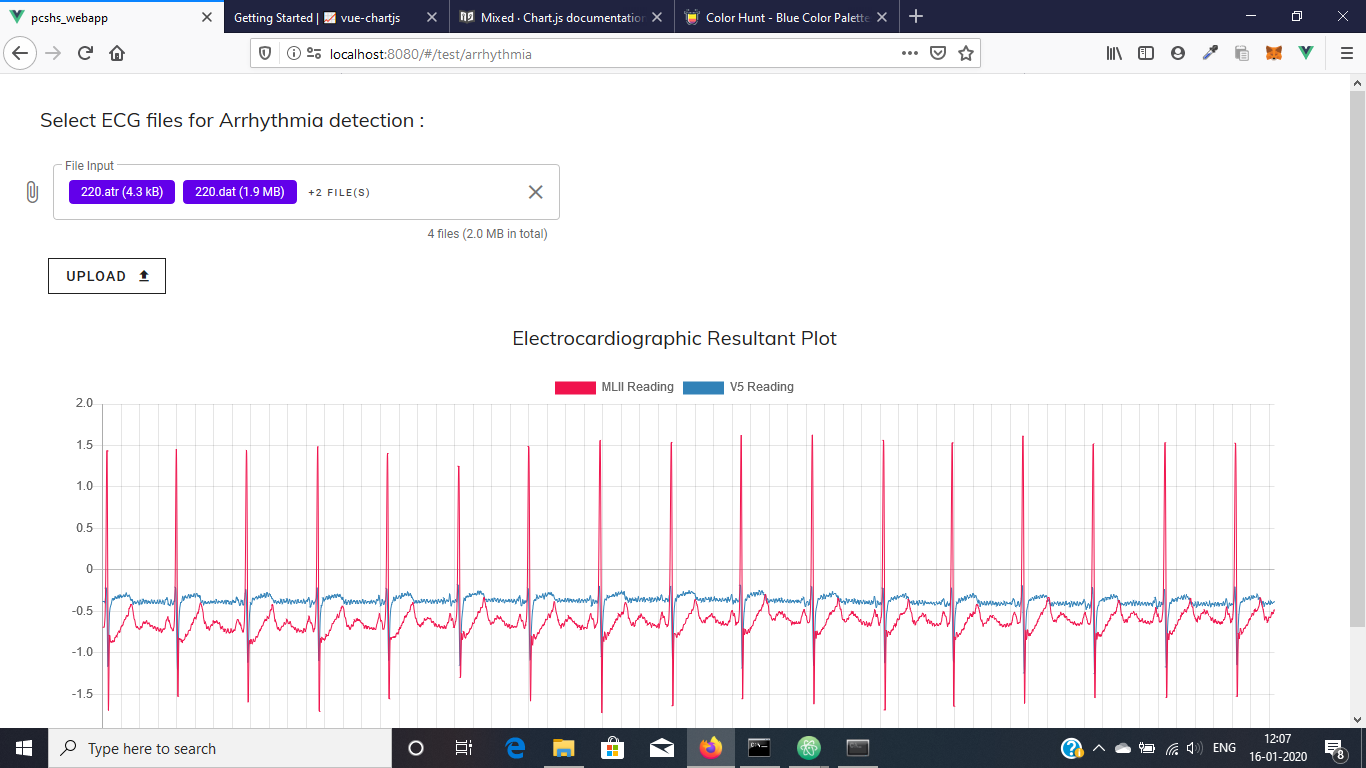 pcshs_webapp
Getting Started | vue-chartjs
Mixed · Chart.js documentation
Color Hunt - Blue Color Palette
localhost:8080/#/test/arrhythmia
Select ECG files for Arrhythmia detection :
File Input
220.atr (4.3 kB) 220.dat (1.9 MB) +2 FILE(S)
4 files (2.0 MB in total)
UPLOAD
Electrocardiographic Resultant Plot
MLII Reading V5 Reading
2.0
1.5
1.0
0.5
0
-0.5
-1.0
-1.5
Type here to search
ENG
12:07
16-01-2020
8